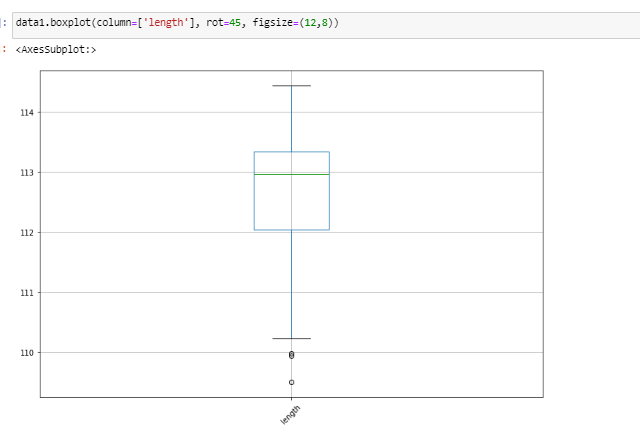 ]: data1.boxplot(column=['length'], rot=45, figsize=(12,8))
: <AxesSubplot:>
114
113
112
111
110
length